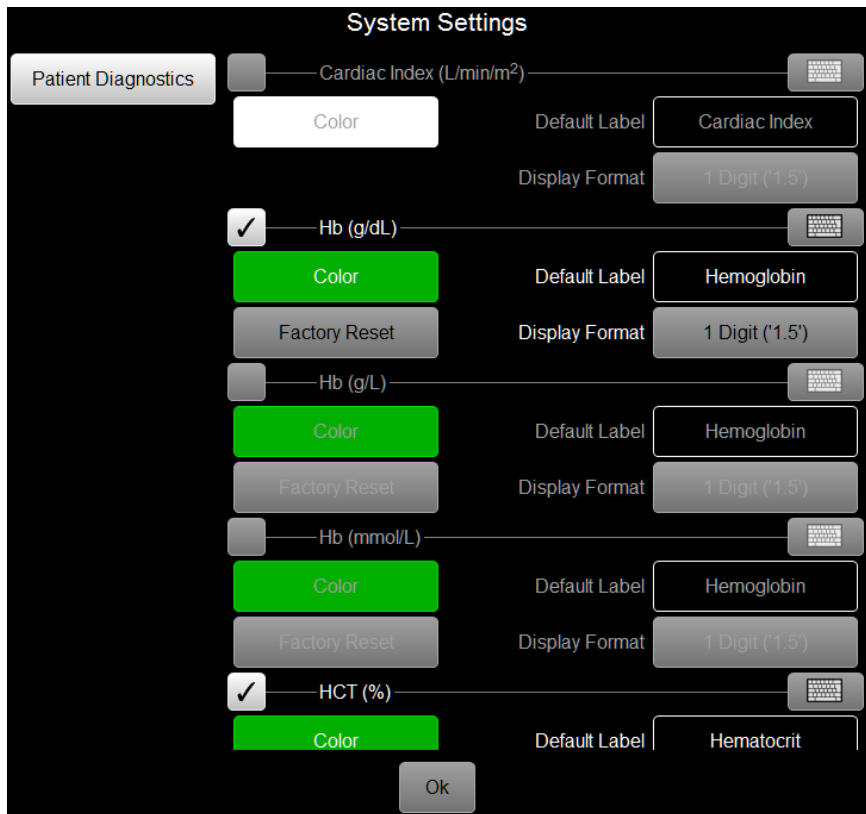 System Settings
Patient Diagnostics
Cardiac Index (L/min/m²)
Color Default Label Cardiac Index
Display Format 1 Digit ('1.5')
✓ Hb (g/dL)
Color Default Label Hemoglobin
Factory Reset Display Format 1 Digit ('1.5')
Hb (g/L)
Color Default Label Hemoglobin
Factory Reset Display Format 1 Digit ('1.5')
Hb (mmol/L)
Color Default Label Hemoglobin
Factory Reset Display Format 1 Digit ('1.5')
✓ HCT (%)
Color Default Label Hematocrit
Ok